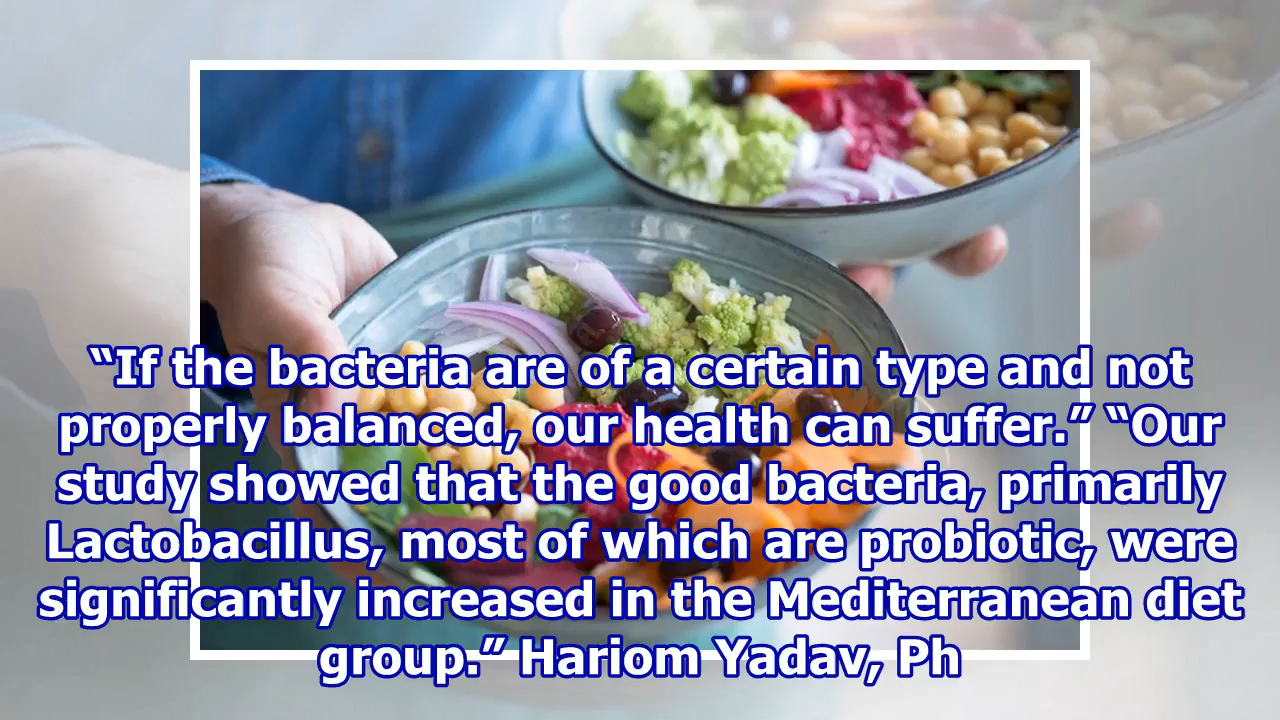 “If the bacteria are of a certain type and not
properly balanced, our health can suffer.” “Our
study showed that the good bacteria, primarily
Lactobacillus, most of which are probiotic, were
significantly increased in the Mediterranean diet
group.” Hariom Yadav, Ph